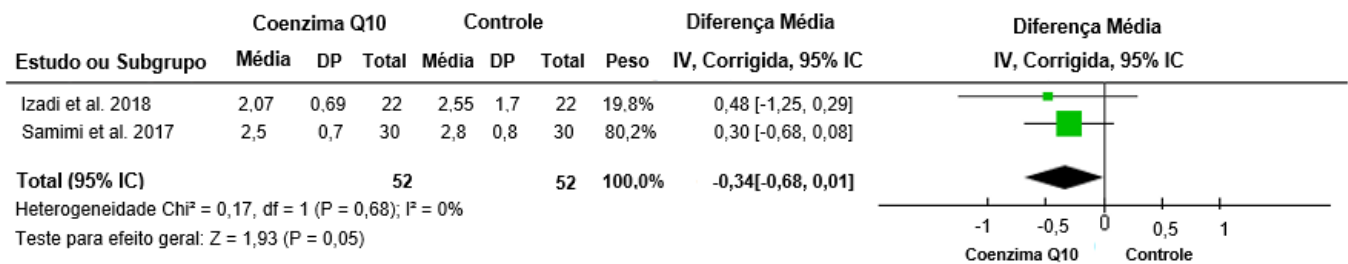 Coenzima Q10 Controle Diferença Média Diferença Média
Estudo ou Subgrupo Média DP Total Média DP Total Peso IV, Corrigida, 95% IC IV, Corrigida, 95% IC
Izadi et al. 2018 2,07 0,69 22 2,55 1,7 22 19,8% 0,48 [-1,25, 0,29]
Samimi et al. 2017 2,5 0,7 30 2,8 0,8 30 80,2% 0,30 [-0,68, 0,08]
Total (95% IC) 52 52 100,0% -0,34[-0,68, 0,01]
Heterogeneidade Chi² = 0,17, df = 1 (P = 0,68); I² = 0%
Teste para efeito geral: Z = 1,93 (P = 0,05)
-1 -0,5 0 0,5 1
Coenzima Q10 Controle